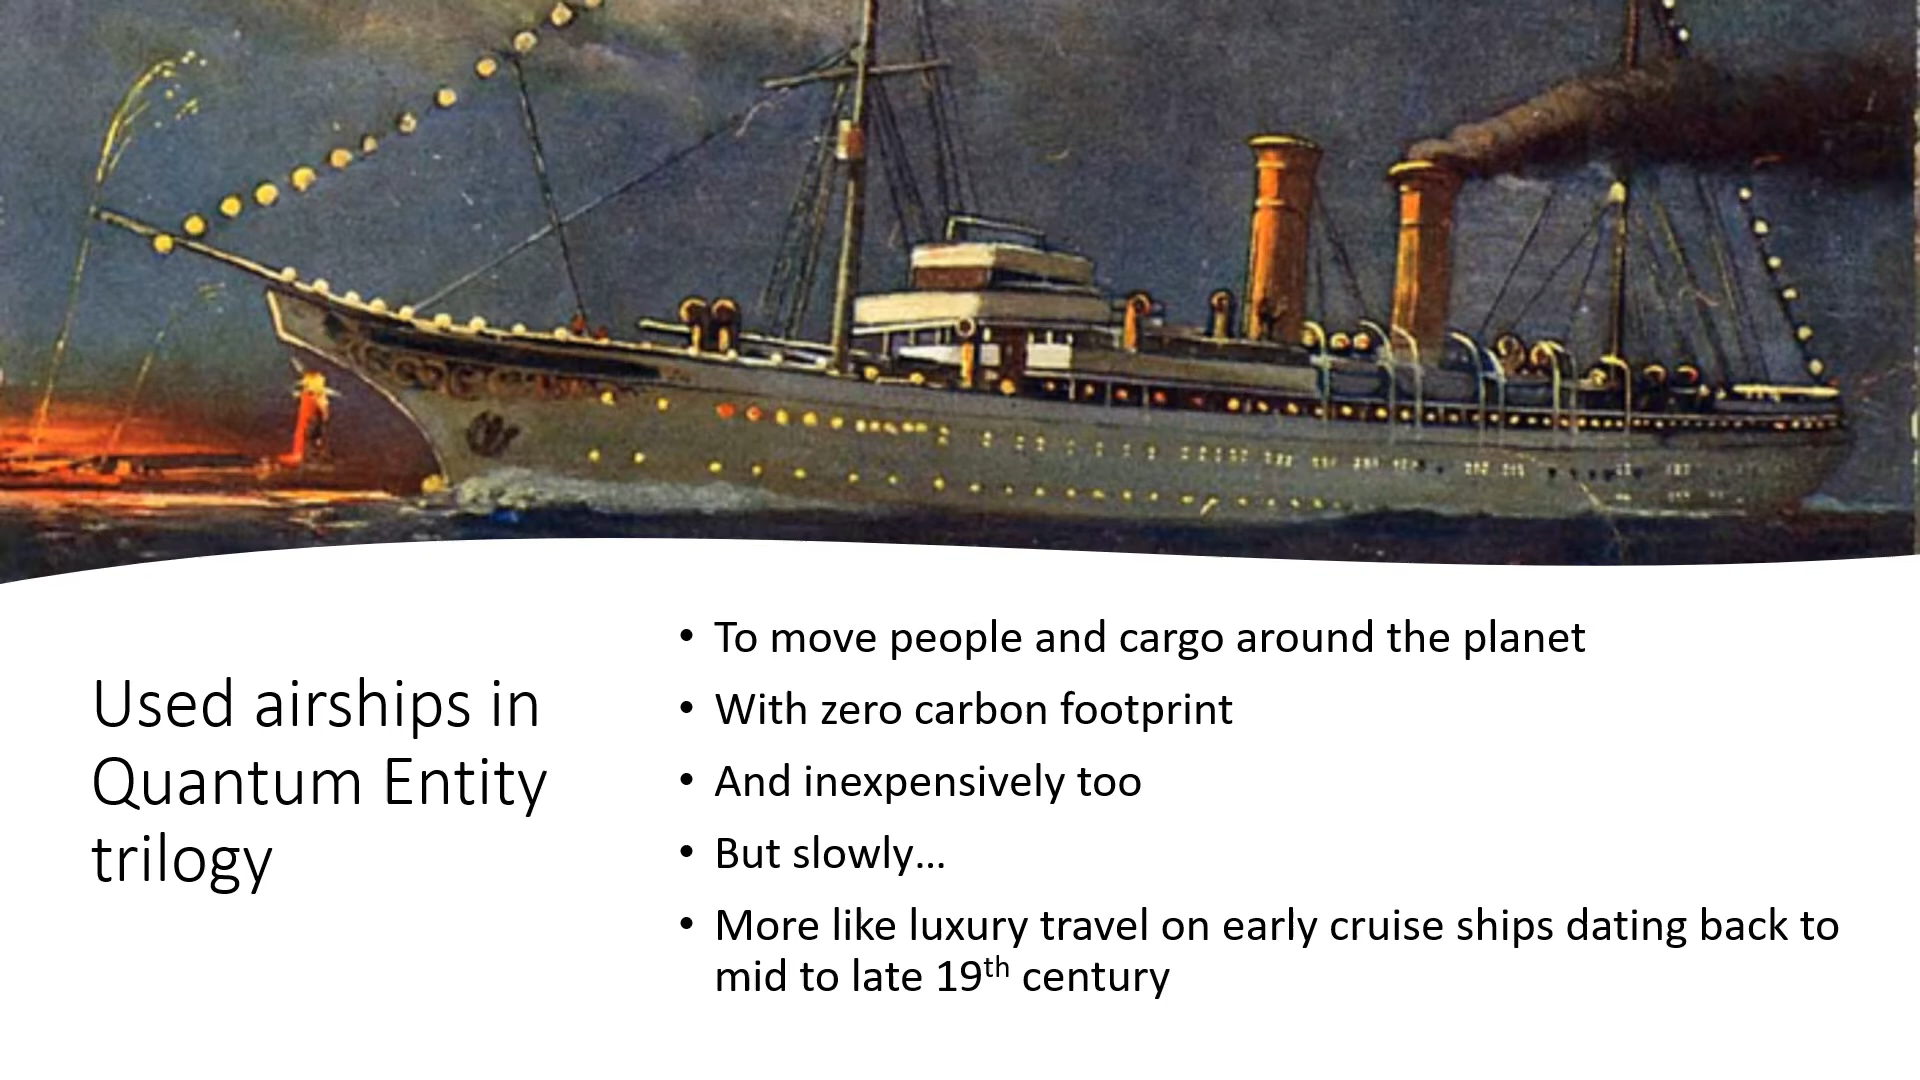 Used airships in
Quantum Entity
trilogy
• To move people and cargo around the planet
• With zero carbon footprint
• And inexpensively too
• But slowly…
• More like luxury travel on early cruise ships dating back to
mid to late 19th century